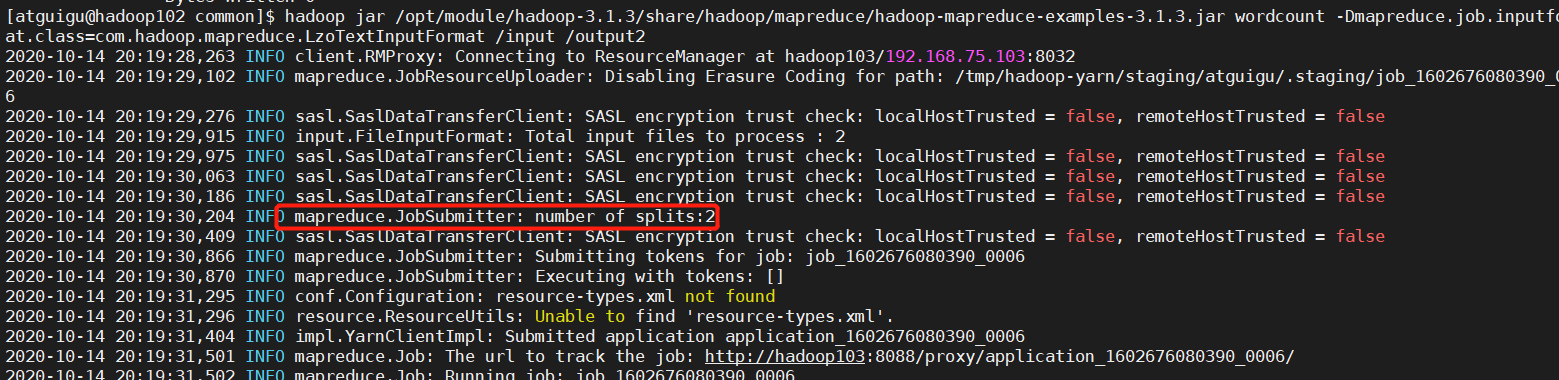 [atguigu@hadoop102 common]$ hadoop jar /opt/module/hadoop-3.1.3/share/hadoop/mapreduce/hadoop-mapreduce-examples-3.1.3.jar wordcount -Dmapreduce.job.inputform
at.class=com.hadoop.mapreduce.LzoTextInputFormat /input /output2
2020-10-14 20:19:28,263 INFO client.RMProxy: Connecting to ResourceManager at hadoop103/192.168.75.103:8032
2020-10-14 20:19:29,102 INFO mapreduce.JobResourceUploader: Disabling Erasure Coding for path: /tmp/hadoop-yarn/staging/atguigu/.staging/job_1602676080390_0
6
2020-10-14 20:19:29,276 INFO sasl.SaslDataTransferClient: SASL encryption trust check: localHostTrusted = false, remoteHostTrusted = false
2020-10-14 20:19:29,915 INFO input.FileInputFormat: Total input files to process : 2
2020-10-14 20:19:29,975 INFO sasl.SaslDataTransferClient: SASL encryption trust check: localHostTrusted = false, remoteHostTrusted = false
2020-10-14 20:19:30,063 INFO sasl.SaslDataTransferClient: SASL encryption trust check: localHostTrusted = false, remoteHostTrusted = false
2020-10-14 20:19:30,186 INFO sasl.SaslDataTransferClient: SASL encryption trust check: localHostTrusted = false, remoteHostTrusted = false
2020-10-14 20:19:30,204 INFO mapreduce.JobSubmitter: number of splits:2
2020-10-14 20:19:30,409 INFO sasl.SaslDataTransferClient: SASL encryption trust check: localHostTrusted = false, remoteHostTrusted = false
2020-10-14 20:19:30,866 INFO mapreduce.JobSubmitter: Submitting tokens for job: job_1602676080390_0006
2020-10-14 20:19:30,870 INFO mapreduce.JobSubmitter: Executing with tokens: []
2020-10-14 20:19:31,295 INFO conf.Configuration: resource-types.xml not found
2020-10-14 20:19:31,296 INFO resource.ResourceUtils: Unable to find 'resource-types.xml'.
2020-10-14 20:19:31,404 INFO impl.YarnClientImpl: Submitted application application_1602676080390_0006
2020-10-14 20:19:31,501 INFO mapreduce.Job: The url to track the job: http://hadoop103:8088/proxy/application_1602676080390_0006/
2020-10-14 20:19:31,502 INFO mapreduce.Job: Running job: job_1602676080390_0006